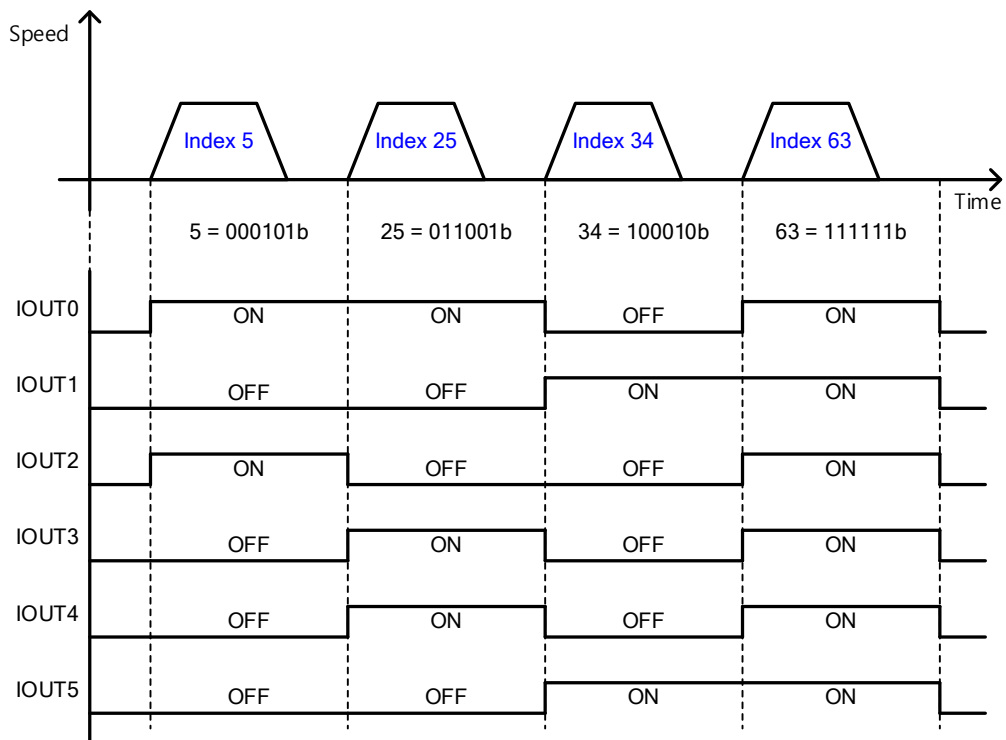 Speed
Index 5 Index 25 Index 34 Index 63
Time
5 = 000101b 25 = 011001b 34 = 100010b 63 = 111111b
IOUT0 ON ON OFF ON
IOUT1 OFF OFF ON ON
IOUT2 ON OFF OFF ON
IOUT3 OFF ON OFF ON
IOUT4 OFF ON OFF ON
IOUT5 OFF OFF ON ON